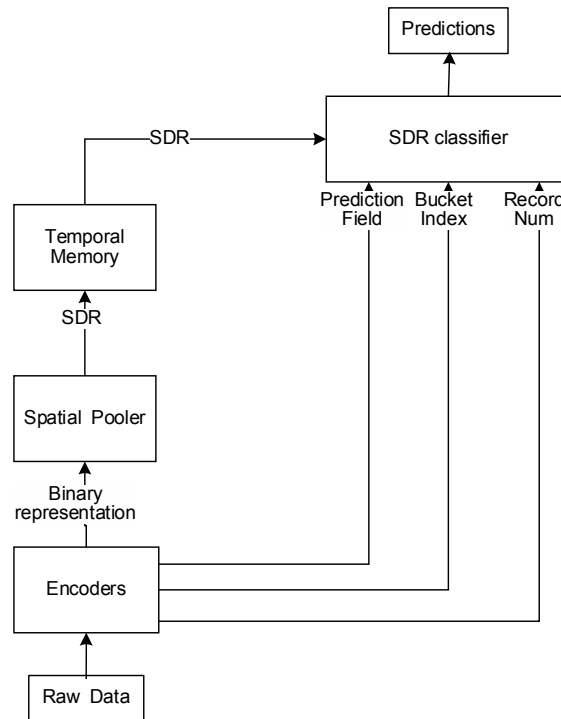 Predictions
SDR classifier
SDR
Prediction
Field
Bucket
Index
Record
Num
Temporal
Memory
SDR
Spatial Pooler
Binary
representation
Encoders
Raw Data